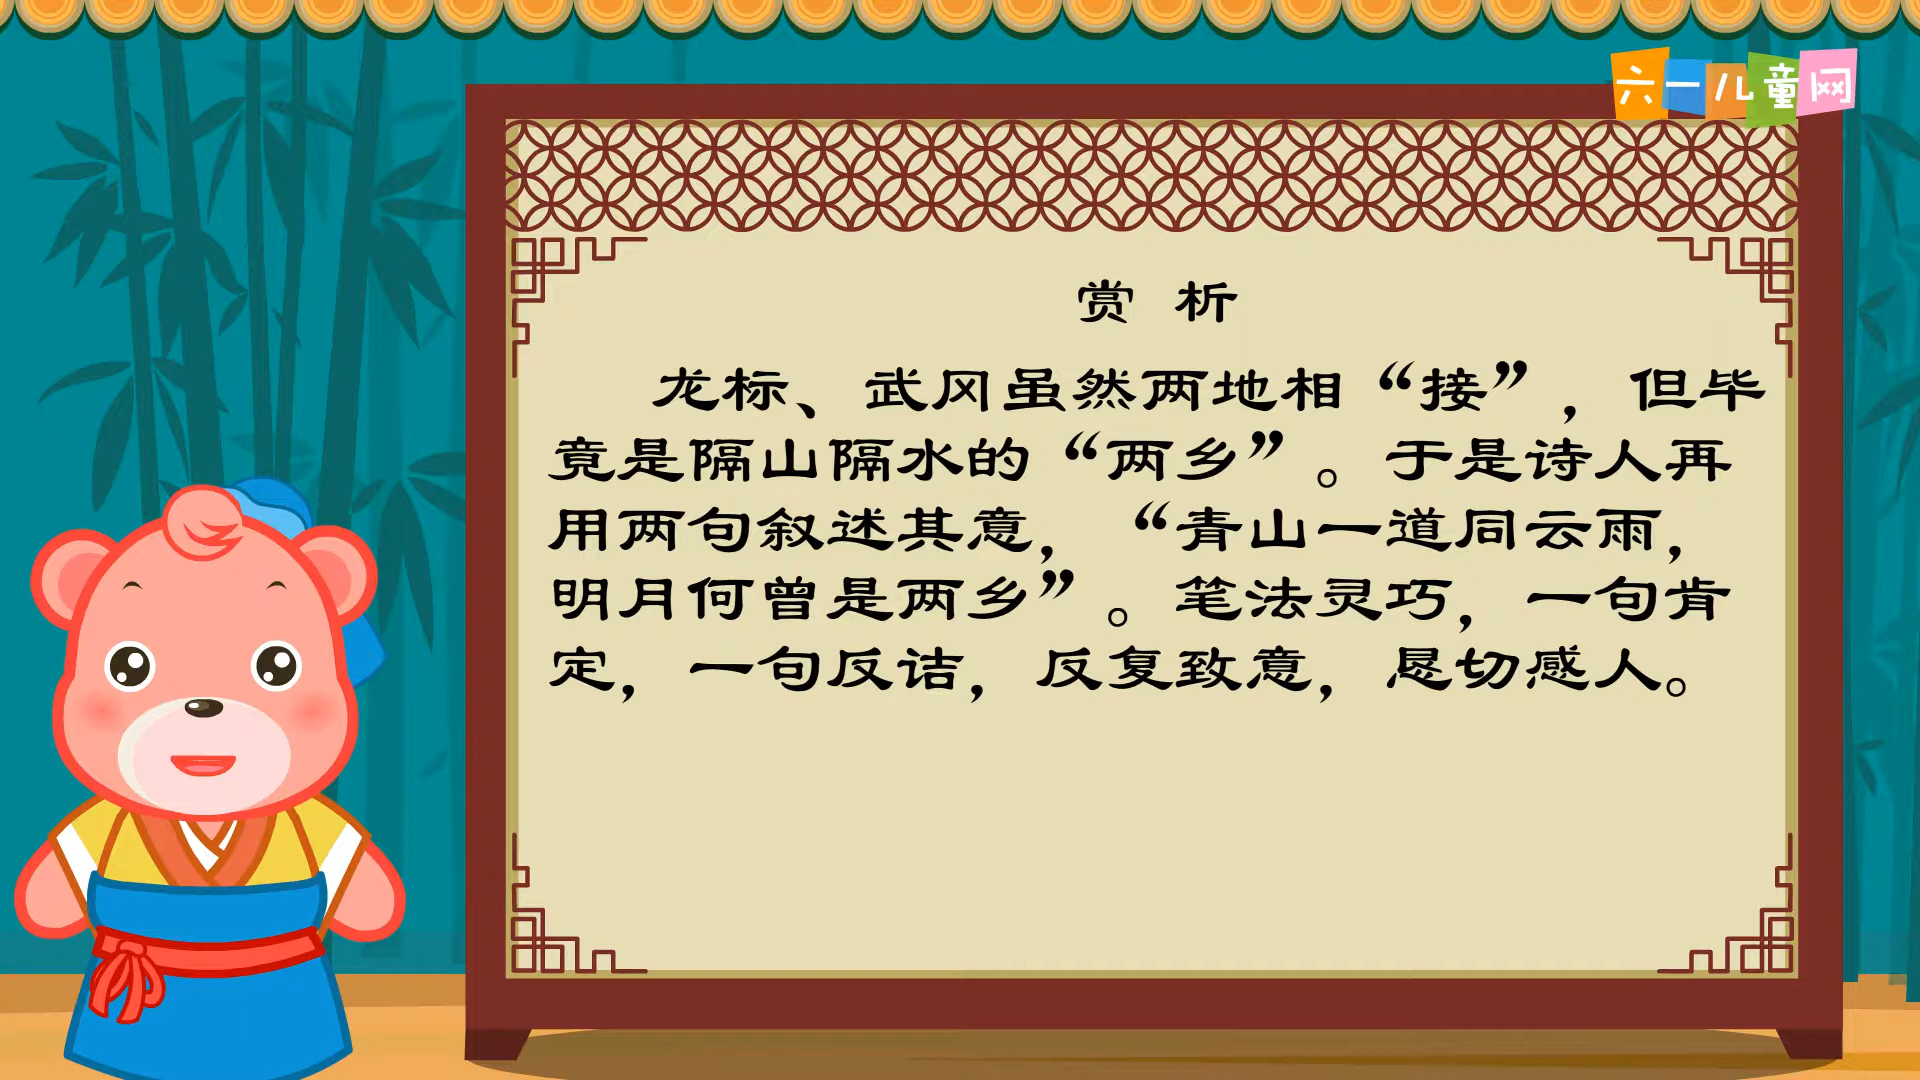 六一儿童网
赏 析
龙标、武冈虽然两地相“接”，但毕
竟是隔山隔水的“两乡”。于是诗人再
用两句叙述其意，“青山一道同云雨，
明月何曾是两乡”。笔法灵巧，一句肯
定，一句反诘，反复致意，恳切感人。